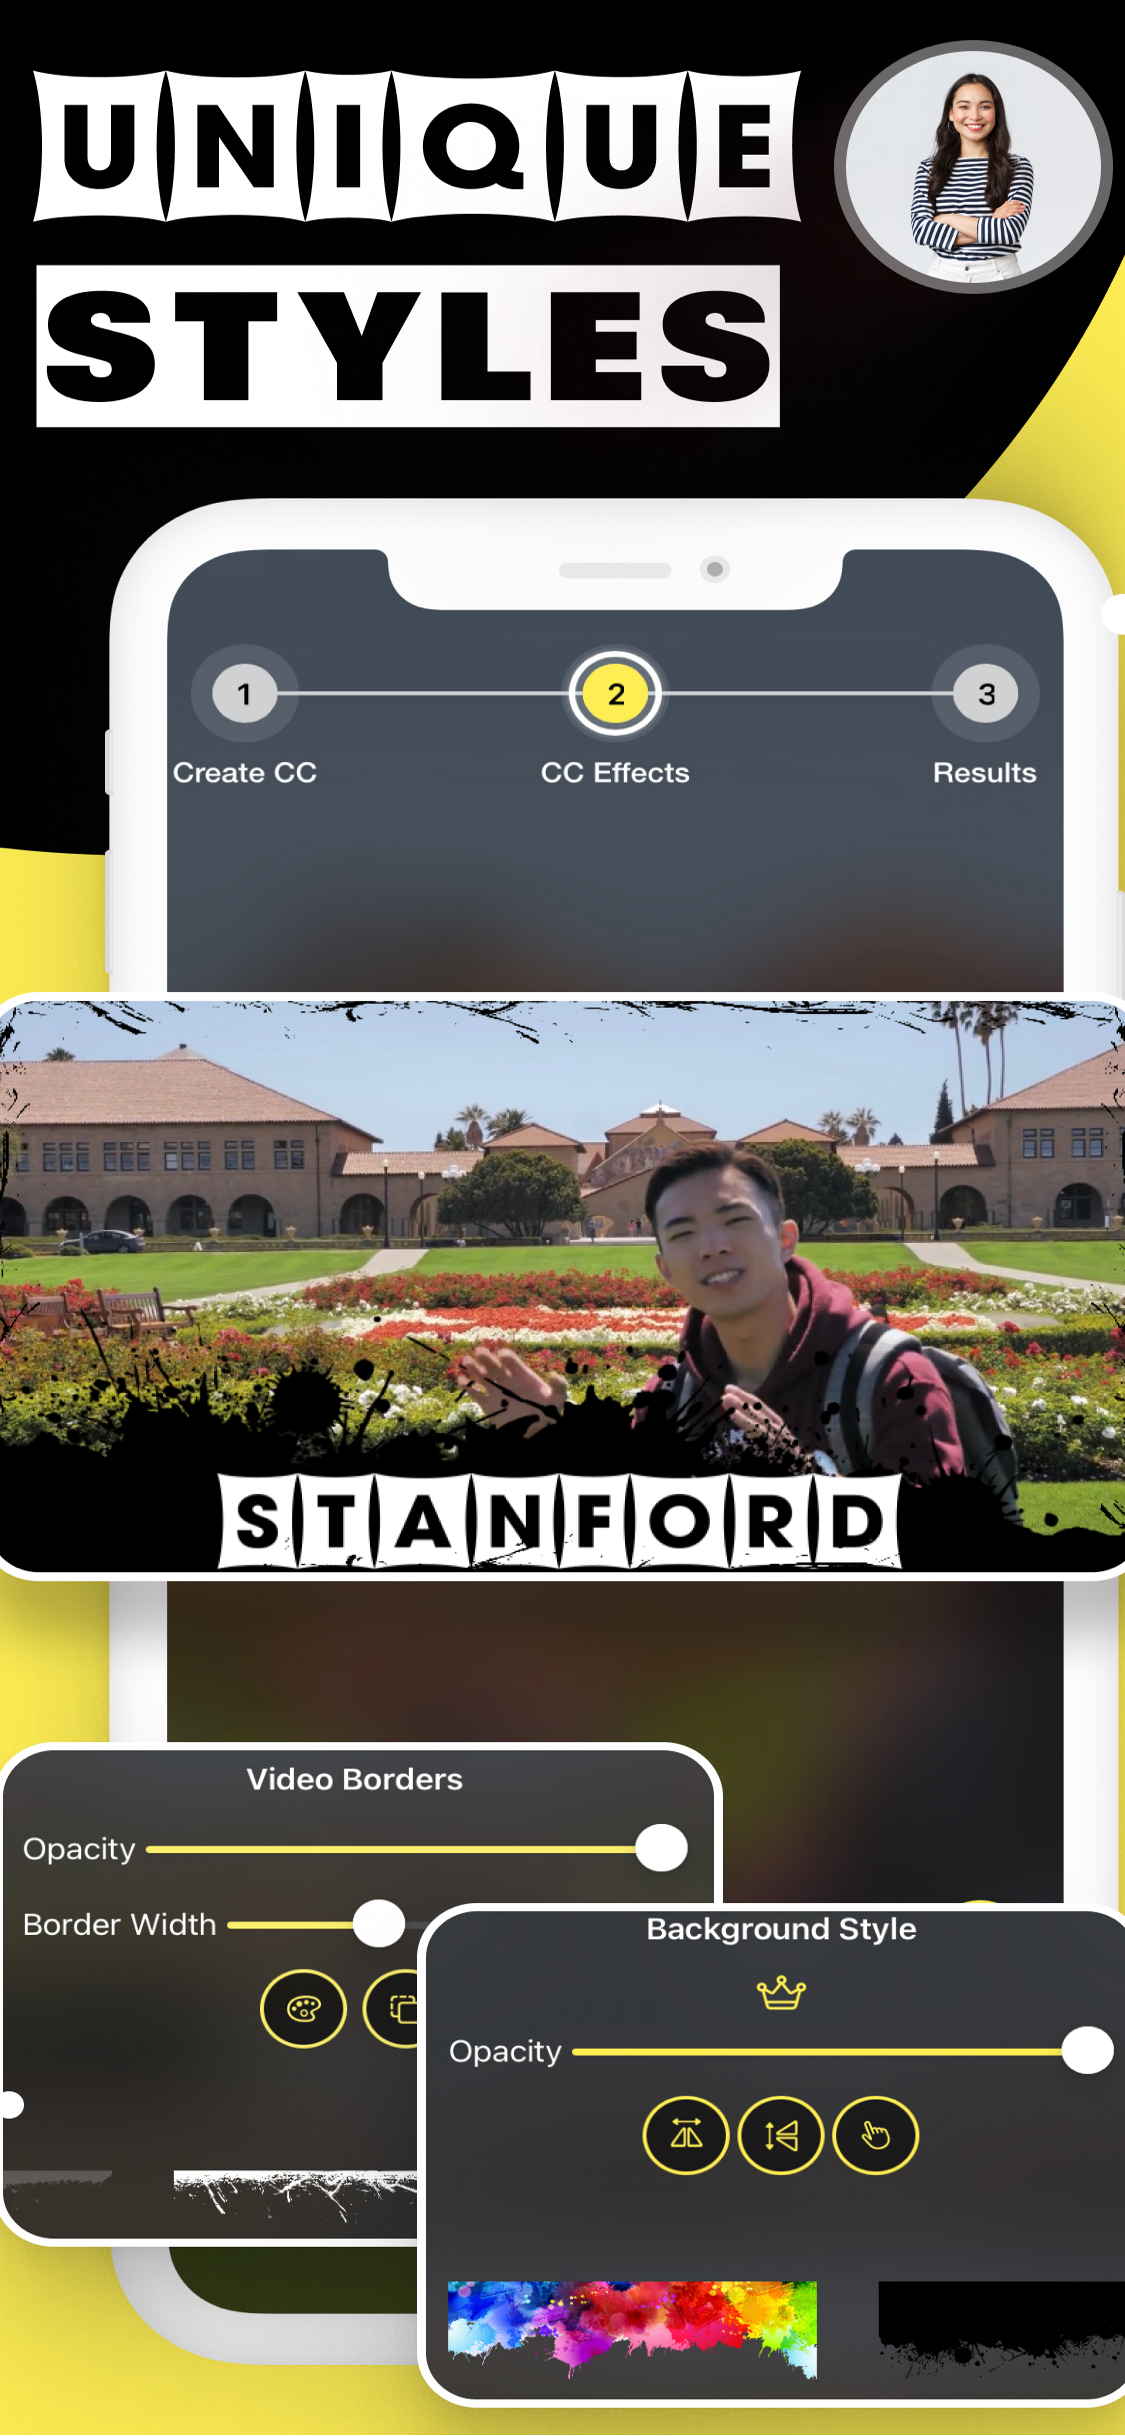 UNIQUE
STYLES
1
2
3
Create CC
CC Effects
Results
STANFORD
Video Borders
Opacity
Border Width
Background Style
Opacity